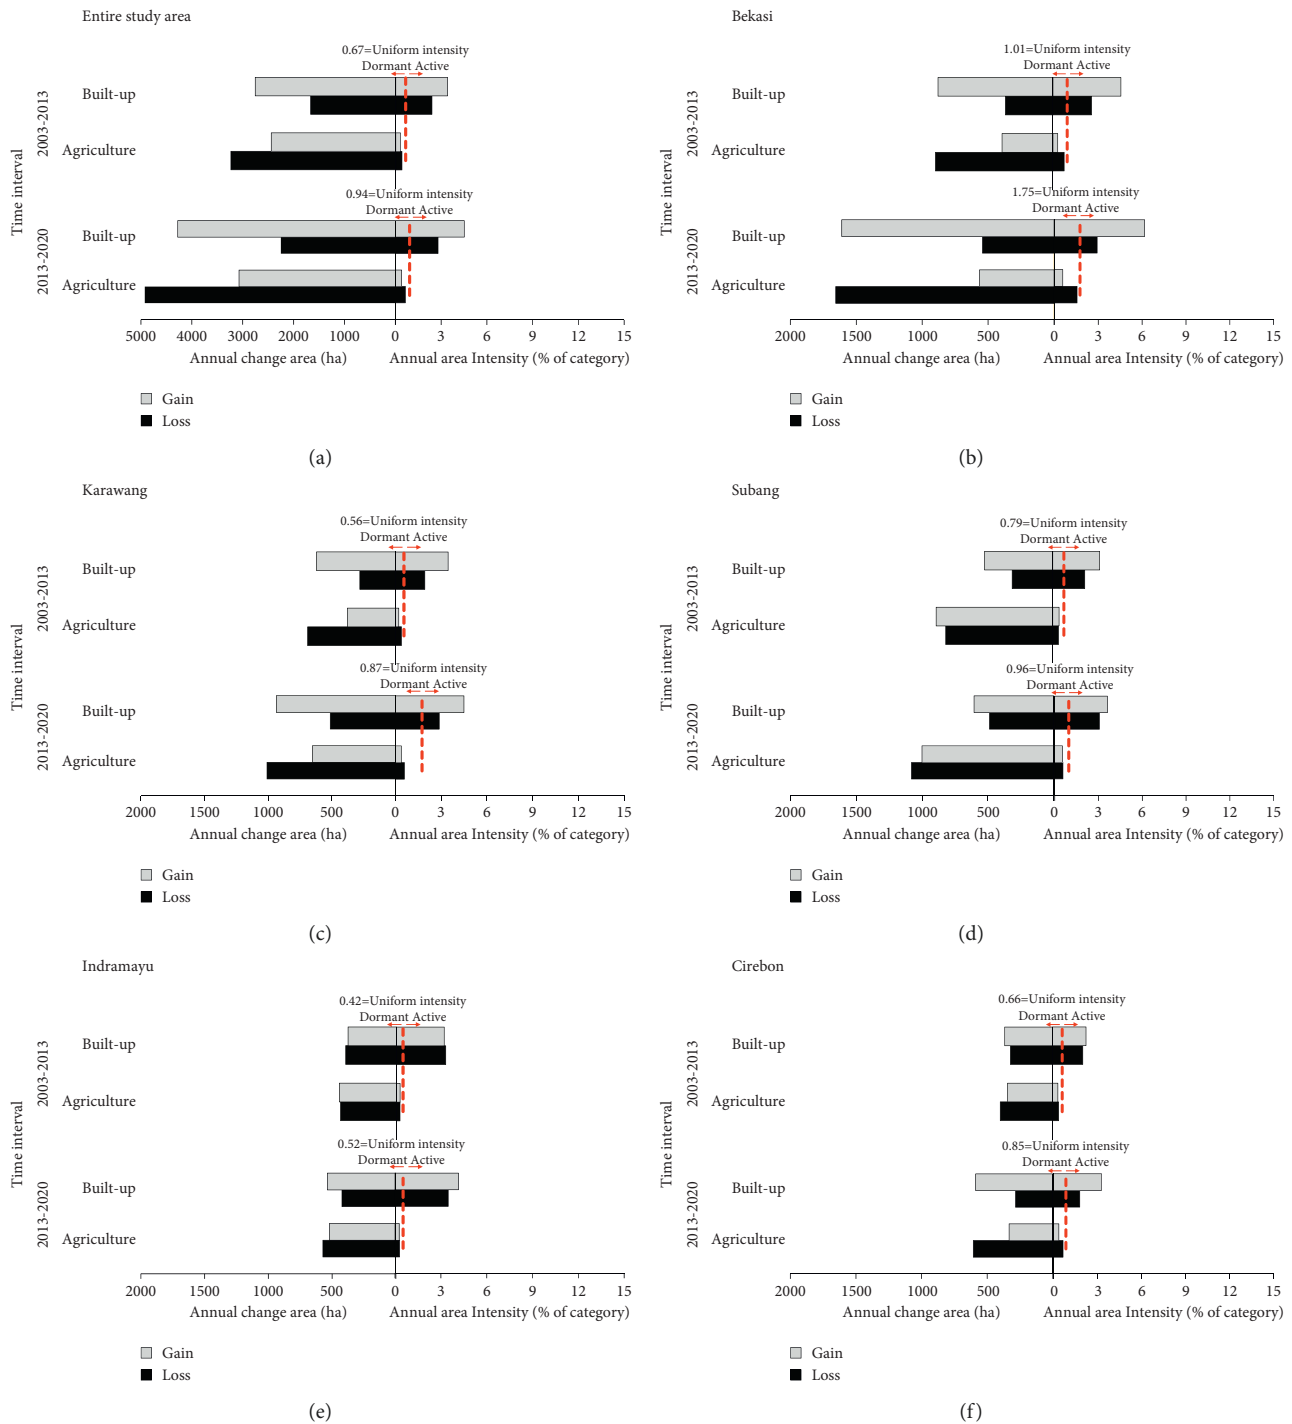 Entire study area
0.67=Uniform intensity
Dormant Active
Built-up
2003-2013
Agriculture
Time interval
0.94=Uniform intensity
Dormant Active
Built-up
2013-2020
Agriculture
5000 4000 3000 2000 1000 0 3 6 9 12 15
Annual change area (ha) Annual area Intensity (% of category)
Gain
Loss
(a)
Bekasi
1.01=Uniform intensity
Dormant Active
Built-up
2003-2013
Agriculture
Time interval
1.75=Uniform intensity
Dormant Active
Built-up
2013-2020
Agriculture
2000 1500 1000 500 0 3 6 9 12 15
Annual change area (ha) Annual area Intensity (% of category)
Gain
Loss
(b)
Karawang
0.56=Uniform intensity
Dormant Active
Built-up
2003-2013
Agriculture
Time interval
0.87=Uniform intensity
Dormant Active
Built-up
2013-2020
Agriculture
2000 1500 1000 500 0 3 6 9 12 15
Annual change area (ha) Annual area Intensity (% of category)
Gain
Loss
(c)
Subang
0.79=Uniform intensity
Dormant Active
Built-up
2003-2013
Agriculture
Time interval
0.96=Uniform intensity
Dormant Active
Built-up
2013-2020
Agriculture
2000 1500 1000 500 0 3 6 9 12 15
Annual change area (ha) Annual area Intensity (% of category)
Gain
Loss
(d)
Indramayu
0.42=Uniform intensity
Dormant Active
Built-up
2003-2013
Agriculture
Time interval
0.52=Uniform intensity
Dormant Active
Built-up
2013-2020
Agriculture
2000 1500 1000 500 0 3 6 9 12 15
Annual change area (ha) Annual area Intensity (% of category)
Gain
Loss
(e)
Cirebon
0.66=Uniform intensity
Dormant Active
Built-up
2003-2013
Agriculture
Time interval
0.85=Uniform intensity
Dormant Active
Built-up
2013-2020
Agriculture
2000 1500 1000 500 0 3 6 9 12 15
Annual change area (ha) Annual area Intensity (% of category)
Gain
Loss
(f)